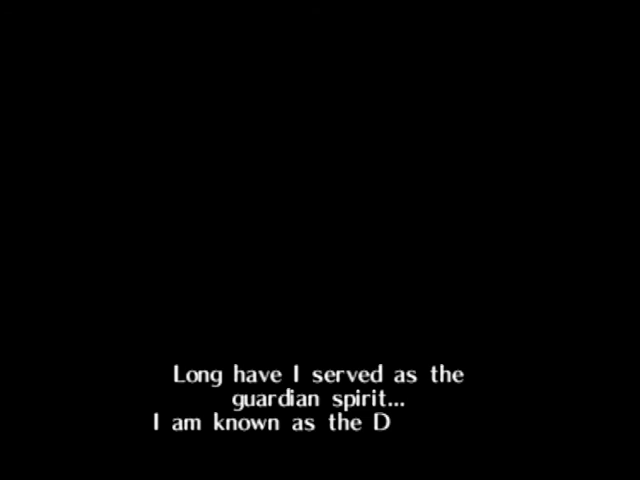 Long have I served as the
guardian spirit...
I am known as the D